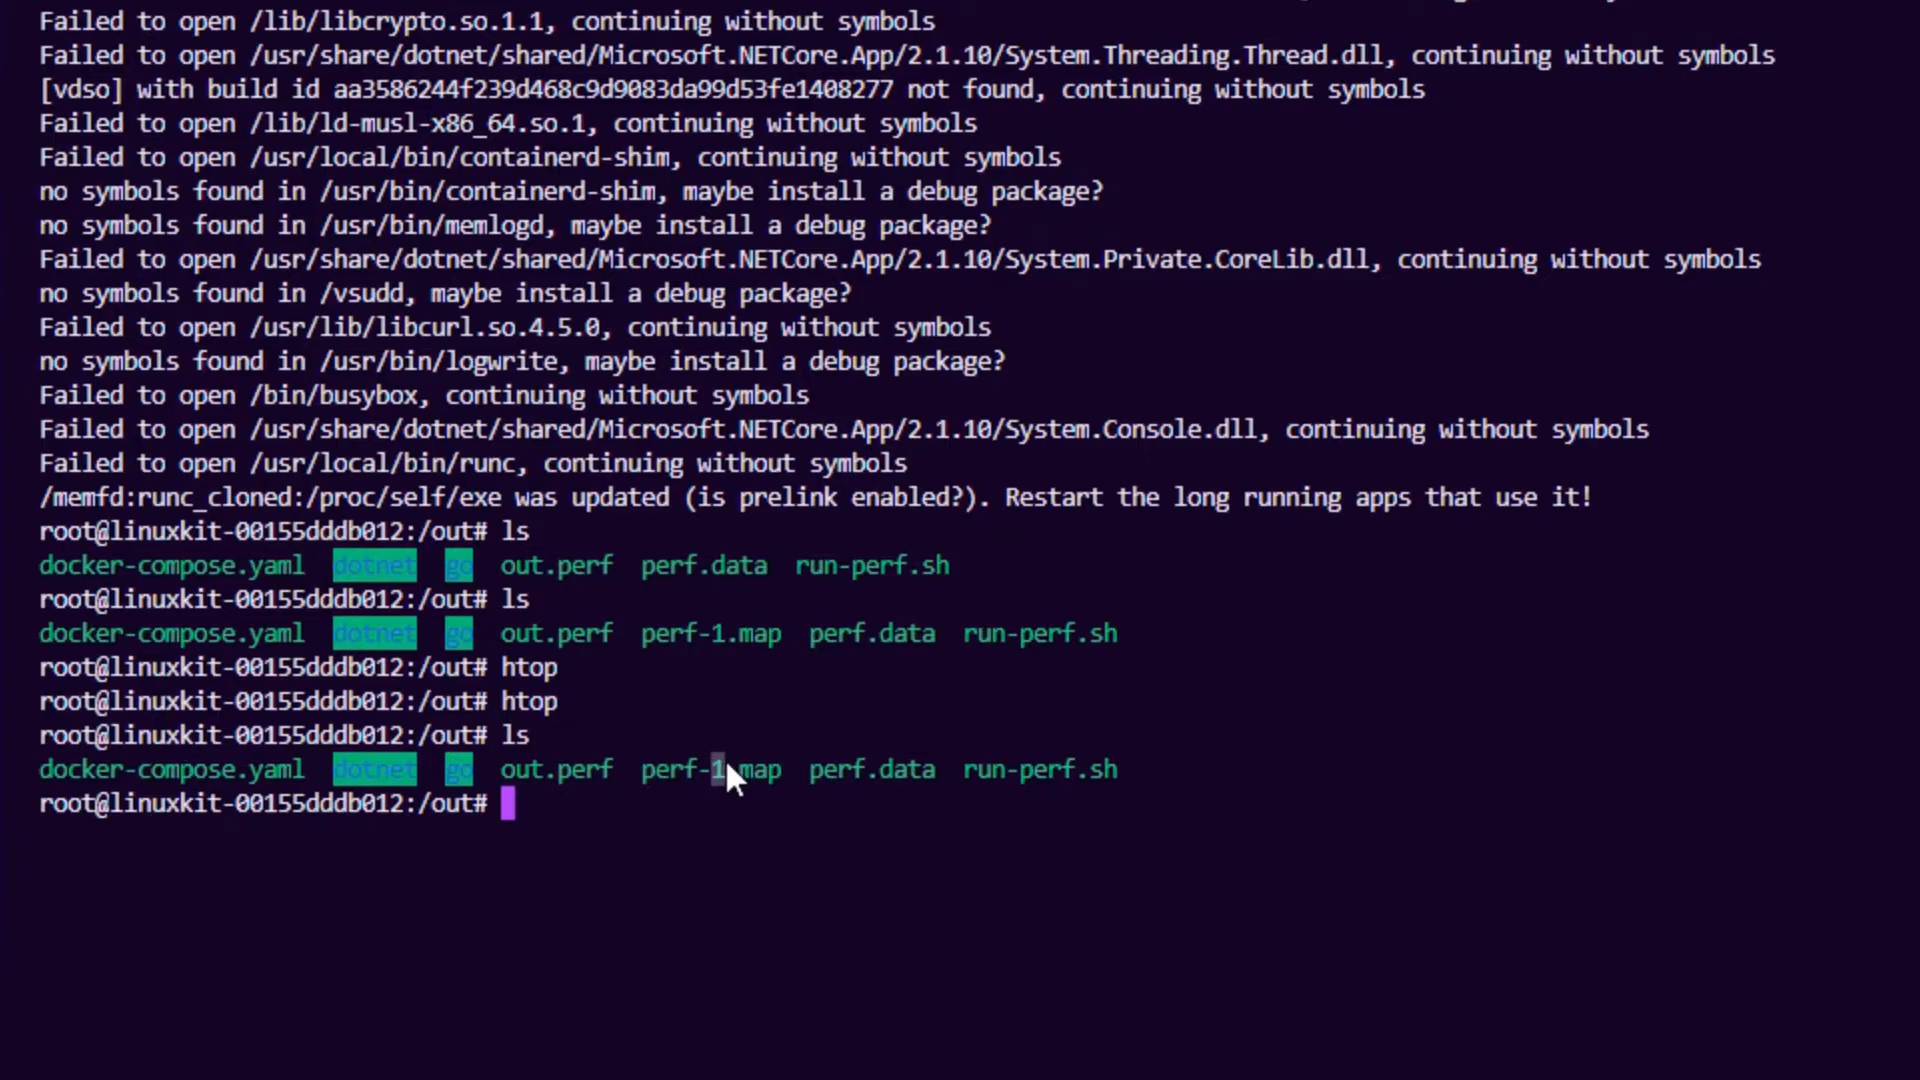 Failed to open /lib/libcrypto.so.1.1, continuing without symbols
Failed to open /usr/share/dotnet/shared/Microsoft.NETCore.App/2.1.10/System.Threading.Thread.dll, continuing without symbols
[vdso] with build id aa3586244f239d468c9d9083da99d53fe1408277 not found, continuing without symbols
Failed to open /lib/ld-musl-x86_64.so.1, continuing without symbols
Failed to open /usr/local/bin/containerd-shim, continuing without symbols
no symbols found in /usr/bin/containerd-shim, maybe install a debug package?
no symbols found in /usr/bin/memlogd, maybe install a debug package?
Failed to open /usr/share/dotnet/shared/Microsoft.NETCore.App/2.1.10/System.Private.CoreLib.dll, continuing without symbols
no symbols found in /vsudd, maybe install a debug package?
Failed to open /usr/lib/libcurl.so.4.5.0, continuing without symbols
no symbols found in /usr/bin/logwrite, maybe install a debug package?
Failed to open /bin/busybox, continuing without symbols
Failed to open /usr/share/dotnet/shared/Microsoft.NETCore.App/2.1.10/System.Console.dll, continuing without symbols
Failed to open /usr/local/bin/runc, continuing without symbols
/memfd:runc_cloned:/proc/self/exe was updated (is prelink enabled?). Restart the long running apps that use it!
root@linuxkit-00155dddb012:/out# ls
docker-compose.yaml dotnet go out.perf perf.data run-perf.sh
root@linuxkit-00155dddb012:/out# ls
docker-compose.yaml dotnet go out.perf perf-1.map perf.data run-perf.sh
root@linuxkit-00155dddb012:/out# htop
root@linuxkit-00155dddb012:/out# htop
root@linuxkit-00155dddb012:/out# ls
docker-compose.yaml dotnet go out.perf perf-1.map perf.data run-perf.sh
root@linuxkit-00155dddb012:/out#